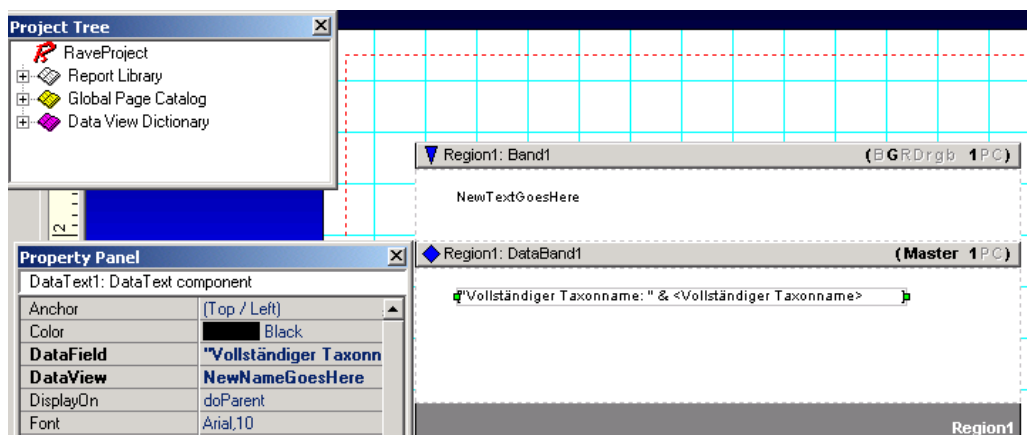 Project Tree
RaveProject
Report Library
Global Page Catalog
Data View Dictionary
Region1: Band1 (BGRDrgb 1PC)
NewTextGoesHere
2
Property Panel
Region1: DataBand1 (Master 1PC)
DataText1: DataText component
"Vollständiger Taxonname: " & <Vollständiger Taxonname>
Anchor (Top / Left)
Color Black
DataField "Vollständiger Taxonn
DataView NewNameGoesHere
DisplayOn doParent
Font Arial,10
Region1